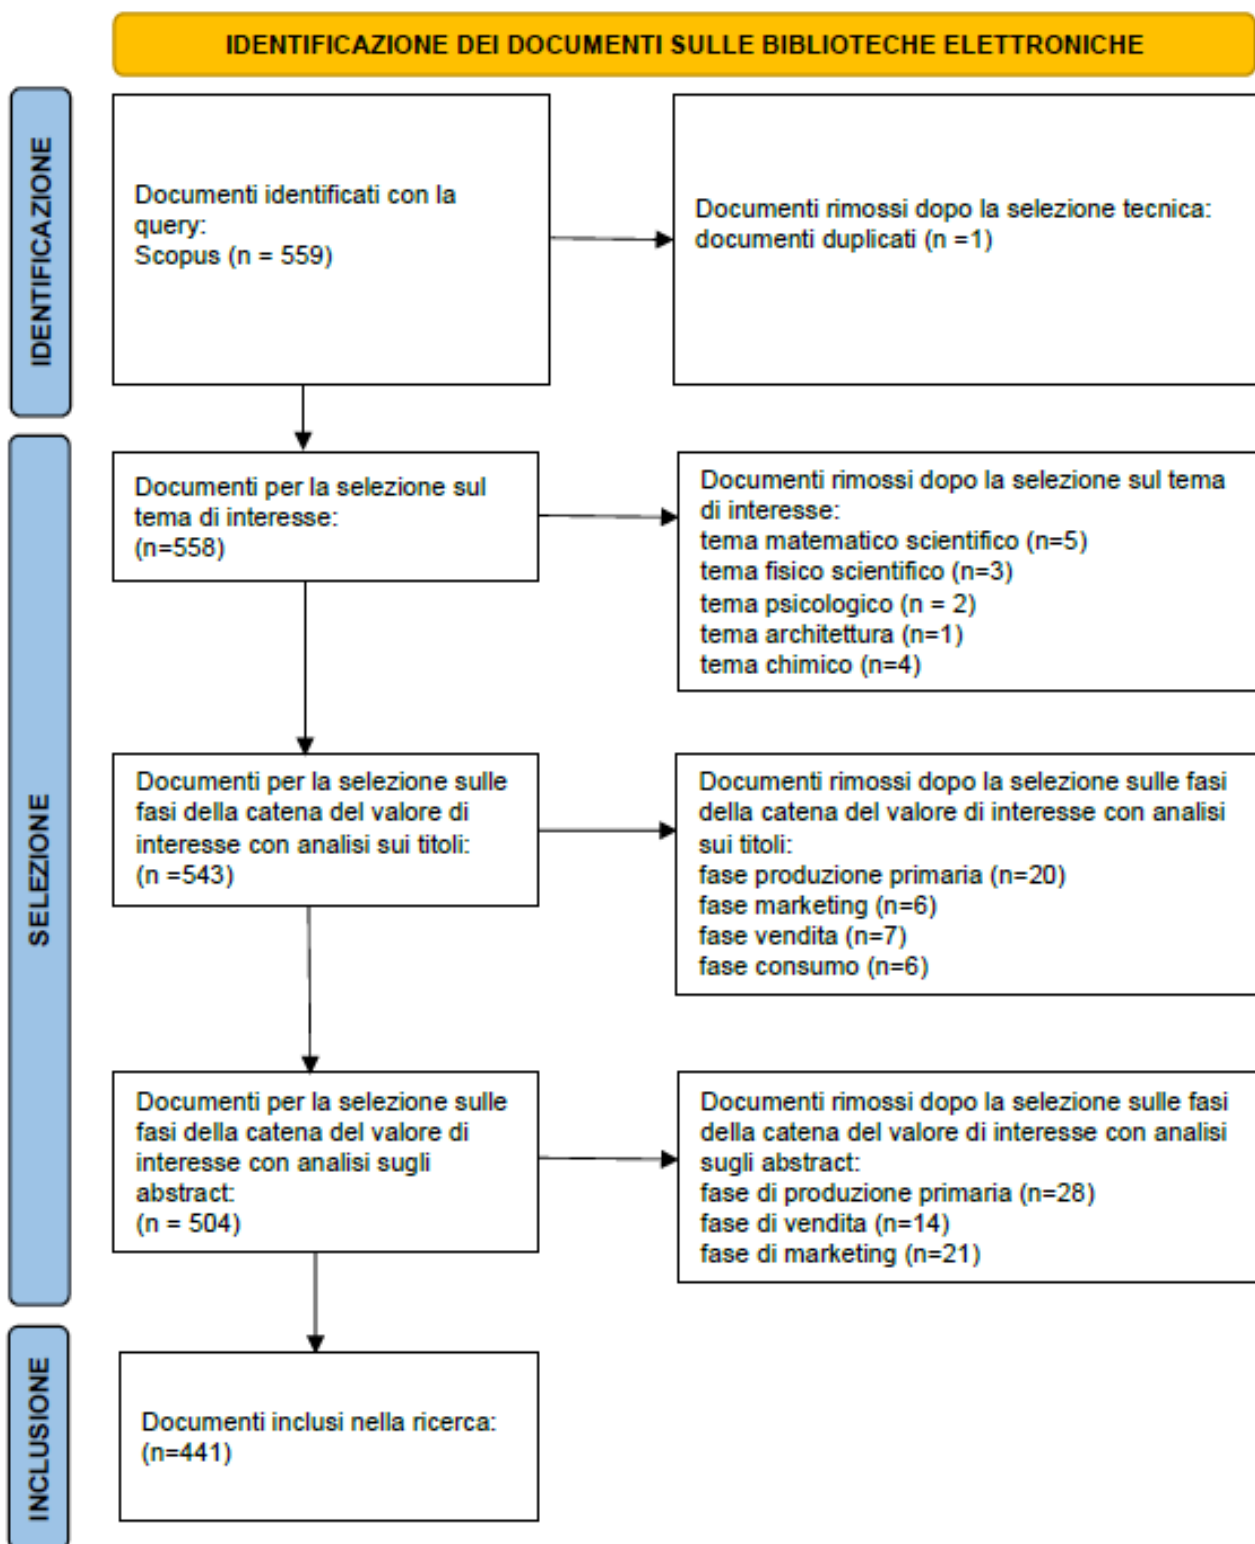 IDENTIFICAZIONE DEI DOCUMENTI SULLE BIBLIOTECHE ELETTRONICHE
IDENTIFICAZIONE
Documenti identificati con la
query:
Scopus (n = 559)
Documenti rimossi dopo la selezione tecnica:
documenti duplicati (n =1)
SELEZIONE
Documenti per la selezione sul
tema di interesse:
(n=558)
Documenti rimossi dopo la selezione sul tema
di interesse:
tema matematico scientifico (n=5)
tema fisico scientifico (n=3)
tema psicologico (n = 2)
tema architettura (n=1)
tema chimico (n=4)
Documenti per la selezione sulle
fasi della catena del valore di
interesse con analisi sui titoli:
(n =543)
Documenti rimossi dopo la selezione sulle fasi
della catena del valore di interesse con analisi
sui titoli:
fase produzione primaria (n=20)
fase marketing (n=6)
fase vendita (n=7)
fase consumo (n=6)
Documenti per la selezione sulle
fasi della catena del valore di
interesse con analisi sugli
abstract:
(n = 504)
Documenti rimossi dopo la selezione sulle fasi
della catena del valore di interesse con analisi
sugli abstract:
fase di produzione primaria (n=28)
fase di vendita (n=14)
fase di marketing (n=21)
INCLUSIONE
Documenti inclusi nella ricerca:
(n=441)